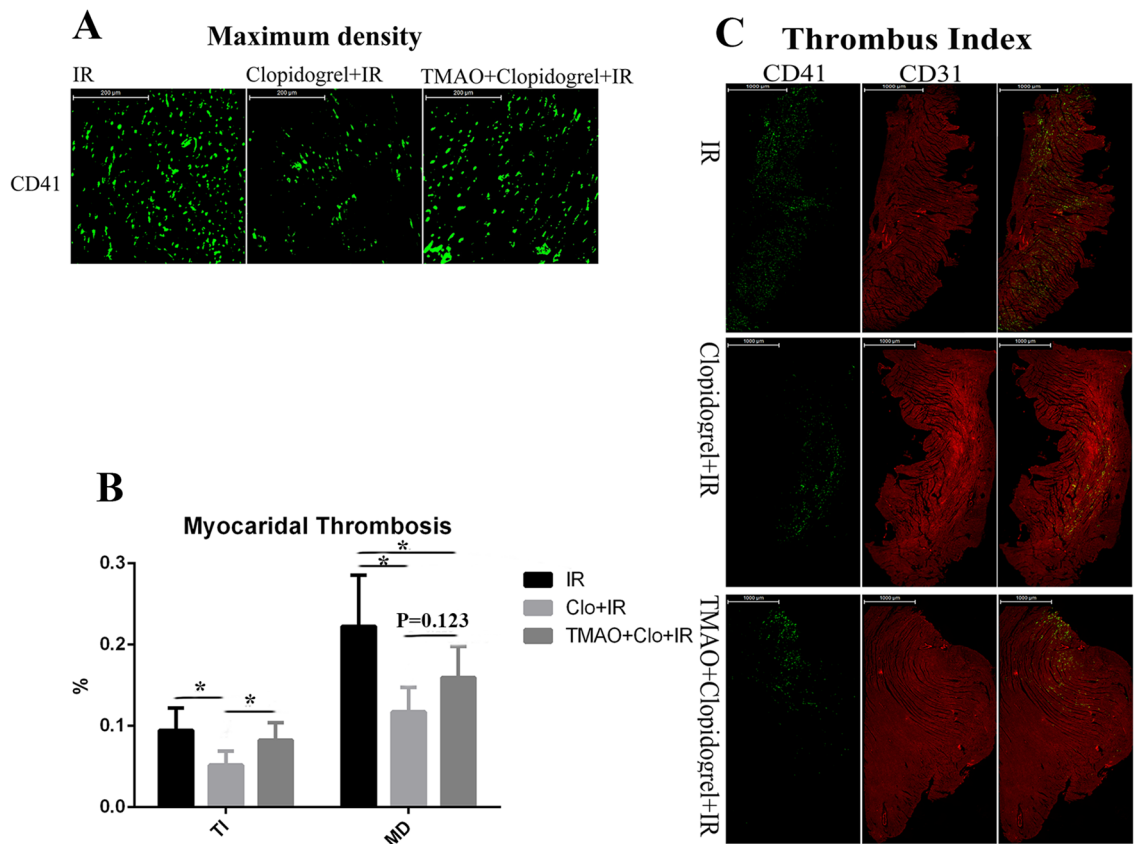 A
Maximum density
IR
Clopidogrel+IR
TMAO+Clopidogrel+IR
200 µm
200 µm
200 µm
CD41
B
Myocaridal Thrombosis
0.3
0.2
0.1
0.0
%
*
*
*
*
P=0.123
TI
MD
IR
Clo+IR
TMAO+Clo+IR
C
Thrombus Index
CD41
CD31
IR
1000 µm
1000 µm
1000 µm
Clopidogrel+IR
1000 µm
1000 µm
1000 µm
TMAO+Clopidogrel+IR
1000 µm
1000 µm
1000 µm